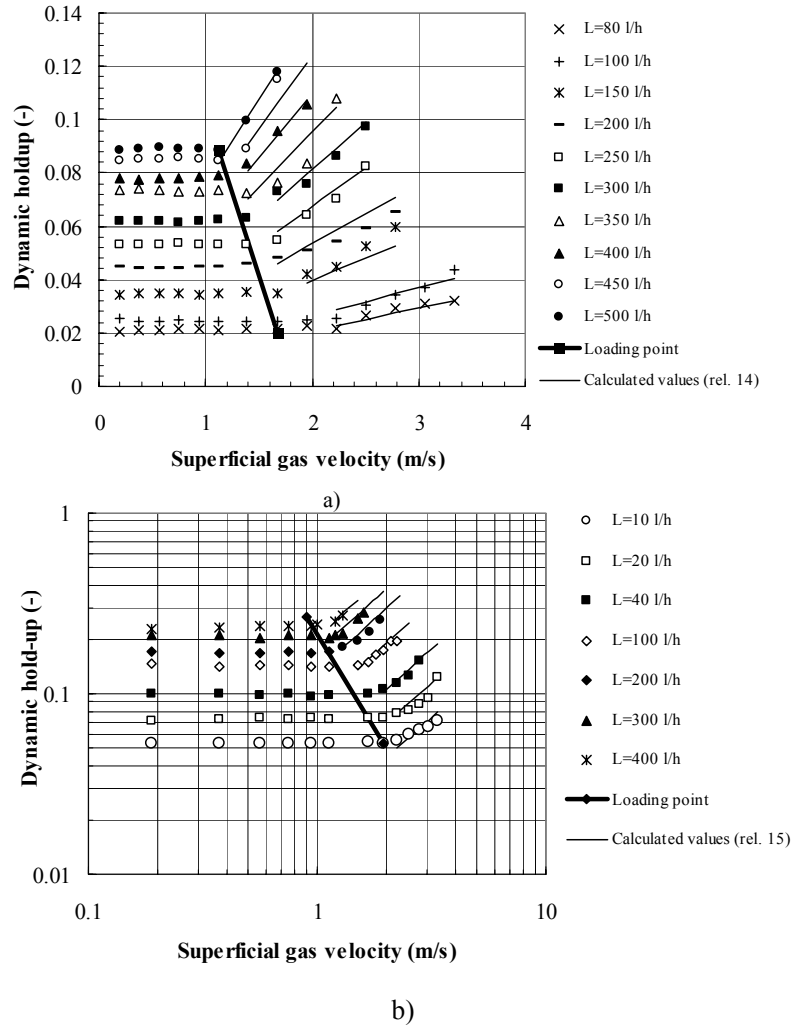 0.14
0.12
0.1
0.08
0.06
0.04
0.02
0
Dynamic holdup (-)
0 1 2 3 4
Superficial gas velocity (m/s)
L=80 l/h
L=100 l/h
L=150 l/h
L=200 l/h
L=250 l/h
L=300 l/h
L=350 l/h
L=400 l/h
L=450 l/h
L=500 l/h
Loading point
Calculated values (rel. 14)
a)
1
0.1
0.01
Dynamic hold-up (-)
0.1 1 10
Superficial gas velocity (m/s)
L=10 l/h
L=20 l/h
L=40 l/h
L=100 l/h
L=200 l/h
L=300 l/h
L=400 l/h
Loading point
Calculated values (rel. 15)
b)